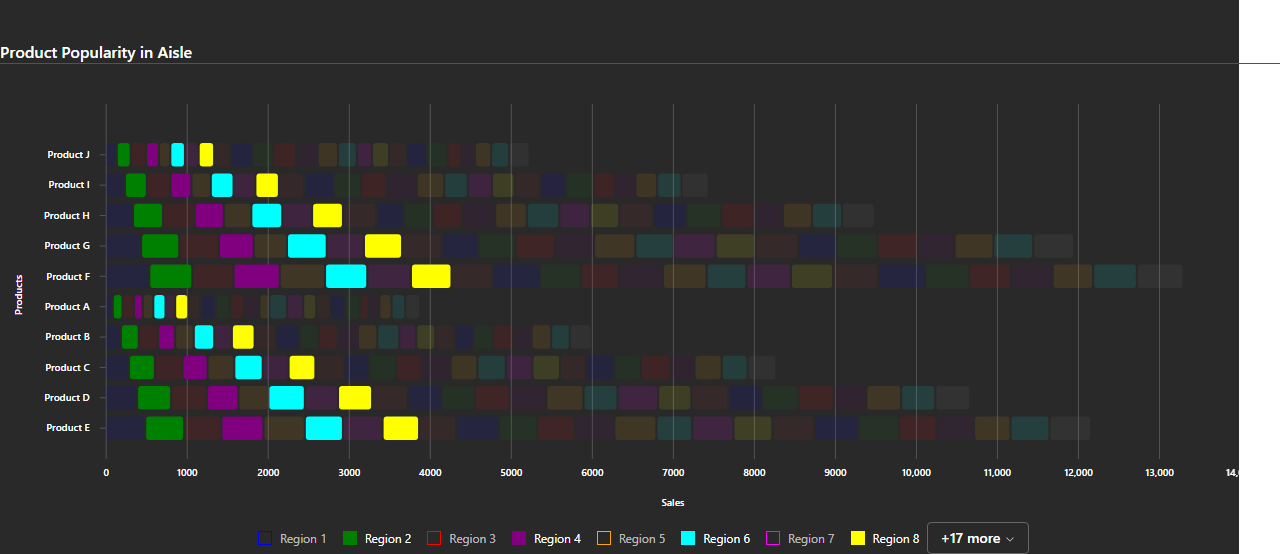 Product Popularity in Aisle
Product J
Product I
Product H
Product G
Product F
Product A
Product B
Product C
Product D
Product E
Products
0 1000 2000 3000 4000 5000 6000 7000 8000 9000 10,000 11,000 12,000 13,000 14,
Sales
Region 1 Region 2 Region 3 Region 4 Region 5 Region 6 Region 7 Region 8 +17 more